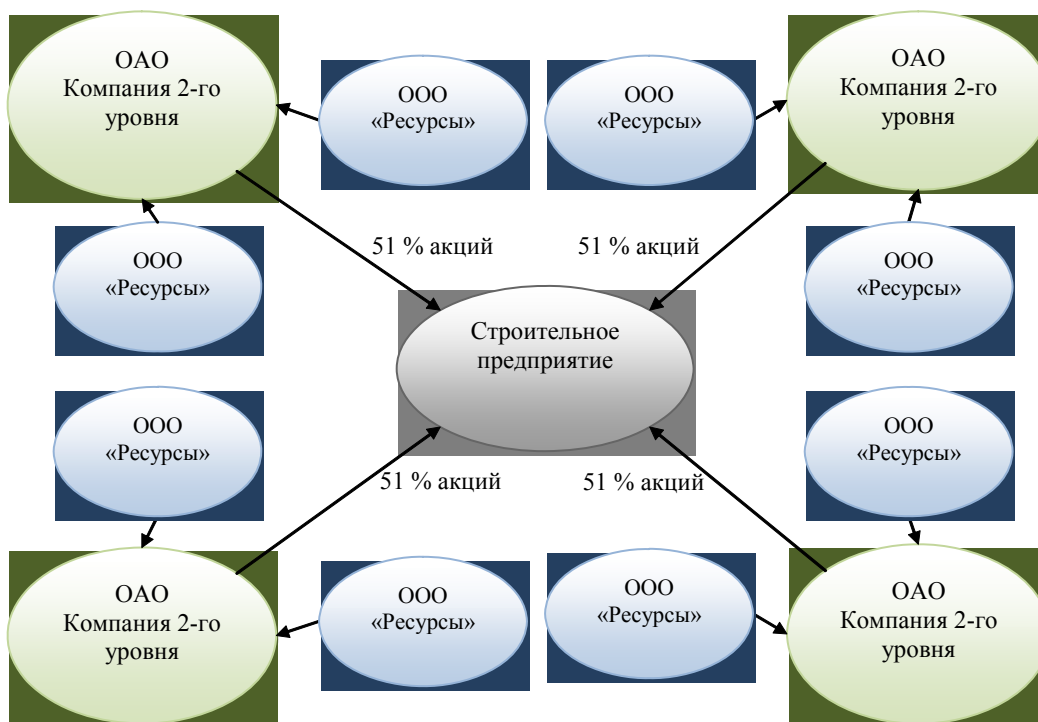 ОАО
Компания 2-го
уровня
ООО
«Ресурсы»
ООО
«Ресурсы»
ОАО
Компания 2-го
уровня
ООО
«Ресурсы»
51 % акций
51 % акций
ООО
«Ресурсы»
Строительное
предприятие
ООО
«Ресурсы»
51 % акций
51 % акций
ООО
«Ресурсы»
ОАО
Компания 2-го
уровня
ООО
«Ресурсы»
ООО
«Ресурсы»
ОАО
Компания 2-го
уровня